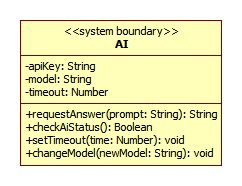 <<system boundary>>
AI
-apiKey: String
-model: String
-timeout: Number
+requestAnswer(prompt: String): String
+checkAiStatus(): Boolean
+setTimeout(time: Number): void
+changeModel(newModel: String): void